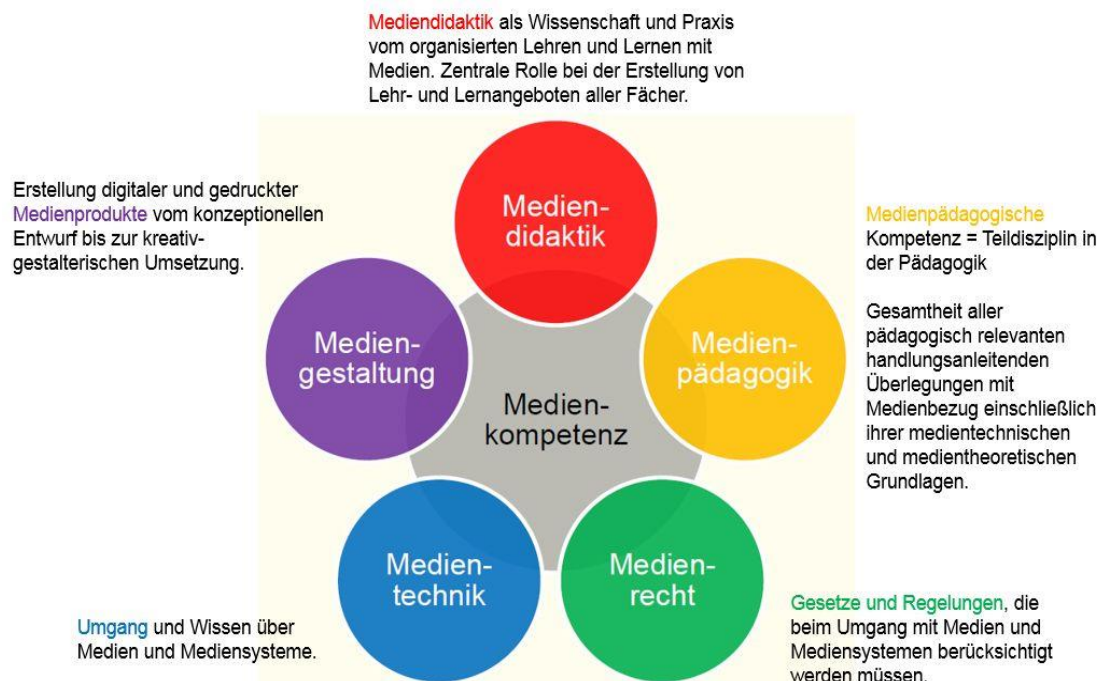 Mediendidaktik als Wissenschaft und Praxis
vom organisierten Lehren und Lernen mit
Medien. Zentrale Rolle bei der Erstellung von
Lehr- und Lernangeboten aller Fächer.
Medien-
didaktik
Erstellung digitaler und gedruckter
Medienprodukte vom konzeptionellen
Entwurf bis zur kreativ-
gestalterischen Umsetzung.
Medien-
gestaltung
Medien-
pädagogik
Medienpädagogische
Kompetenz = Teildisziplin in
der Pädagogik
Gesamtheit aller
pädagogisch relevanten
handlungsanleitenden
Überlegungen mit
Medienbezug einschließlich
ihrer medientechnischen
und medientheoretischen
Grundlagen.
Medien-
kompetenz
Medien-
technik
Medien-
recht
Umgang und Wissen über
Medien und Mediensysteme.
Gesetze und Regelungen, die
beim Umgang mit Medien und
Mediensystemen berücksichtigt
werden müssen.